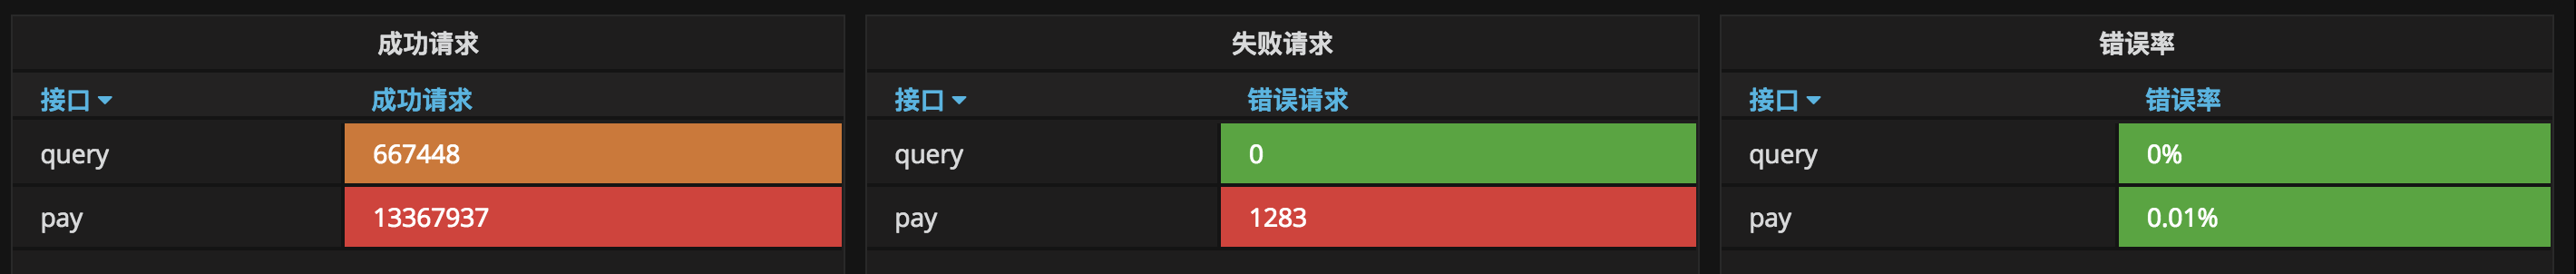 成功请求
接口 成功请求
query 667448
pay 13367937
失败请求
接口 错误请求
query 0
pay 1283
错误率
接口 错误率
query 0%
pay 0.01%